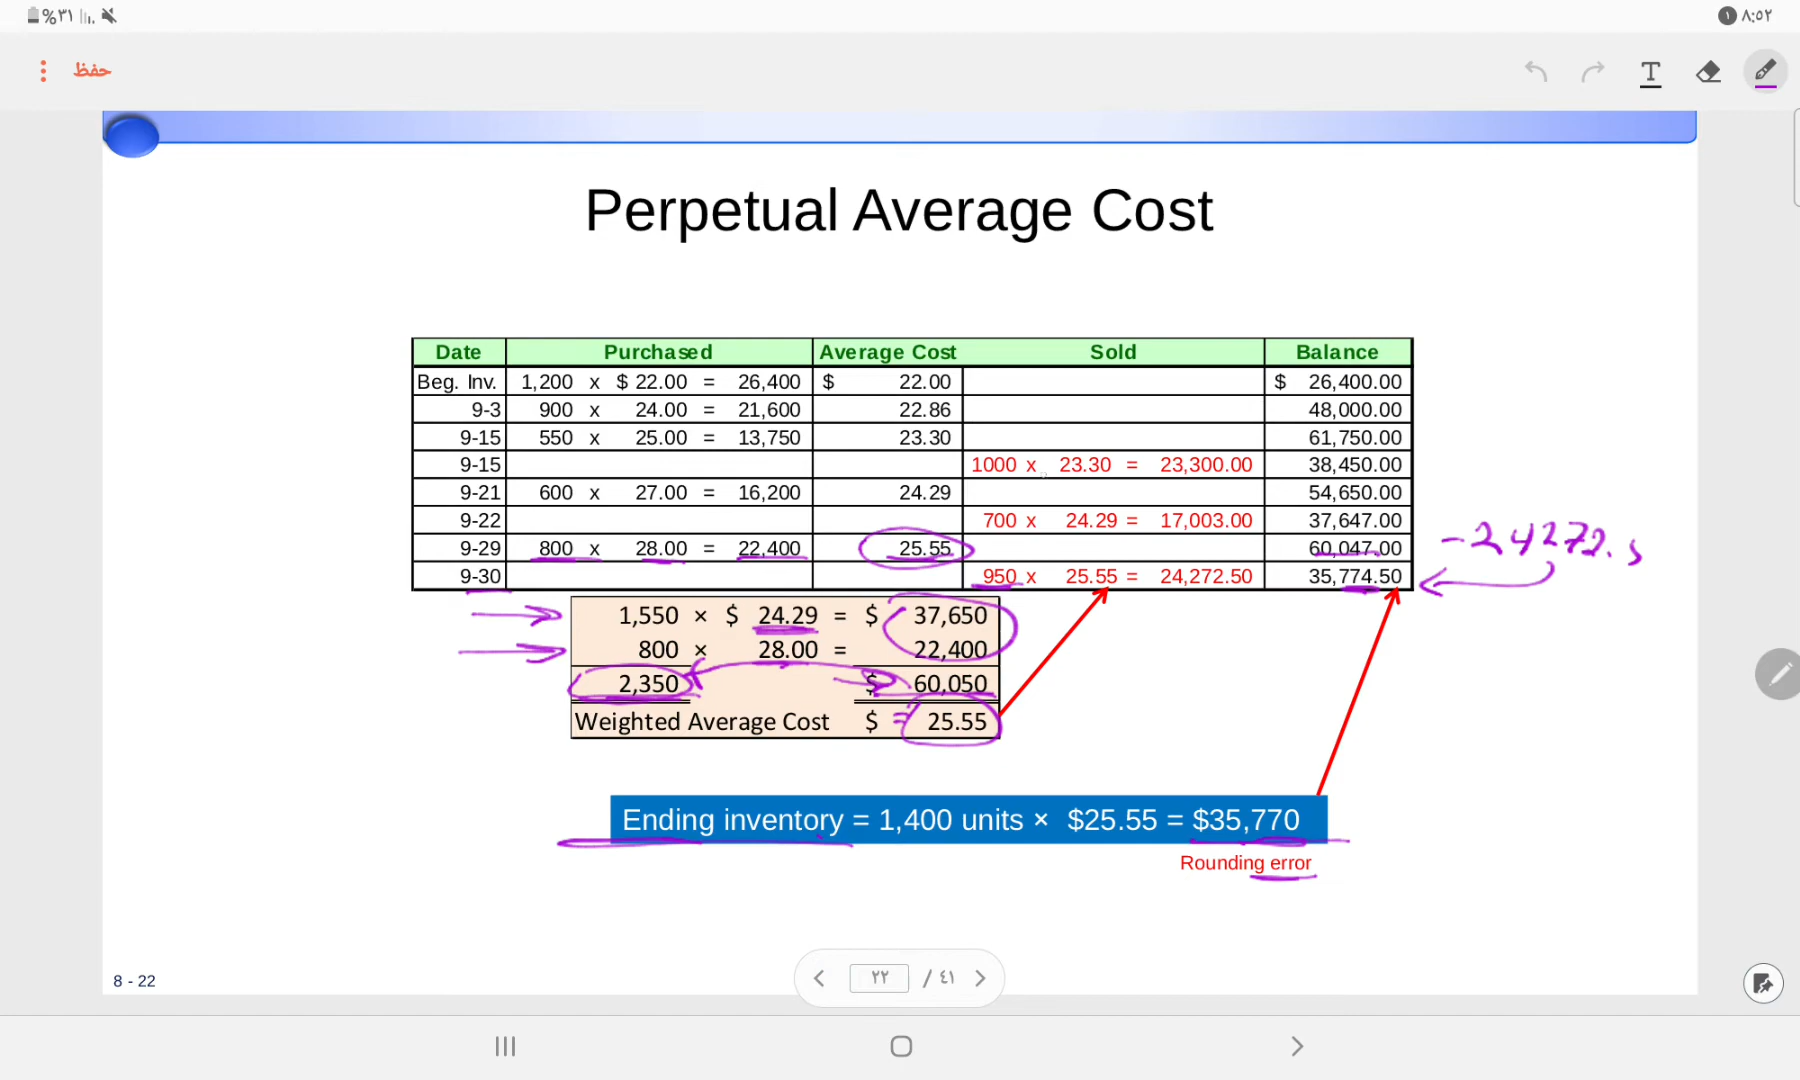 %٣١
١ ٨:٥٢
حفظ
T
Perpetual Average Cost
Date Purchased Average Cost Sold Balance
Beg. Inv. 1,200 x $ 22.00 = 26,400 $ 22.00 $ 26,400.00
9-3 900 x 24.00 = 21,600 22.86 48,000.00
9-15 550 x 25.00 = 13,750 23.30 61,750.00
9-15 1000 x 23.30 = 23,300.00 38,450.00
9-21 600 x 27.00 = 16,200 24.29 54,650.00
9-22 700 x 24.29 = 17,003.00 37,647.00
9-29 800 x 28.00 = 22,400 25.55 60,047.00 -24272.5
9-30 950 x 25.55 = 24,272.50 35,774.50
1,550 × $ 24.29 = $ 37,650
800 × 28.00 = 22,400
2,350 $ 60,050
Weighted Average Cost $ = 25.55
Ending inventory = 1,400 units × $25.55 = $35,770
Rounding error
8 - 22
٢٢ / ٤١